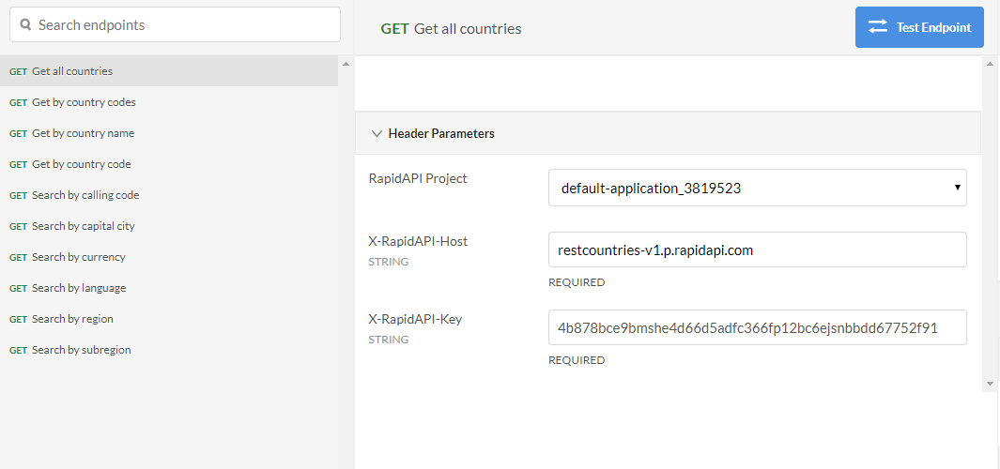 Search endpoints
GET Get all countries
GET Get by country codes
GET Get by country name
GET Get by country code
GET Search by calling code
GET Search by capital city
GET Search by currency
GET Search by language
GET Search by region
GET Search by subregion
GET Get all countries
Test Endpoint
Header Parameters
RapidAPI Project
default-application_3819523
X-RapidAPI-Host
STRING
restcountries-v1.p.rapidapi.com
REQUIRED
X-RapidAPI-Key
STRING
4b878bce9bmshe4d66d5adfc366fp12bc6ejsnbbdd67752f91
REQUIRED